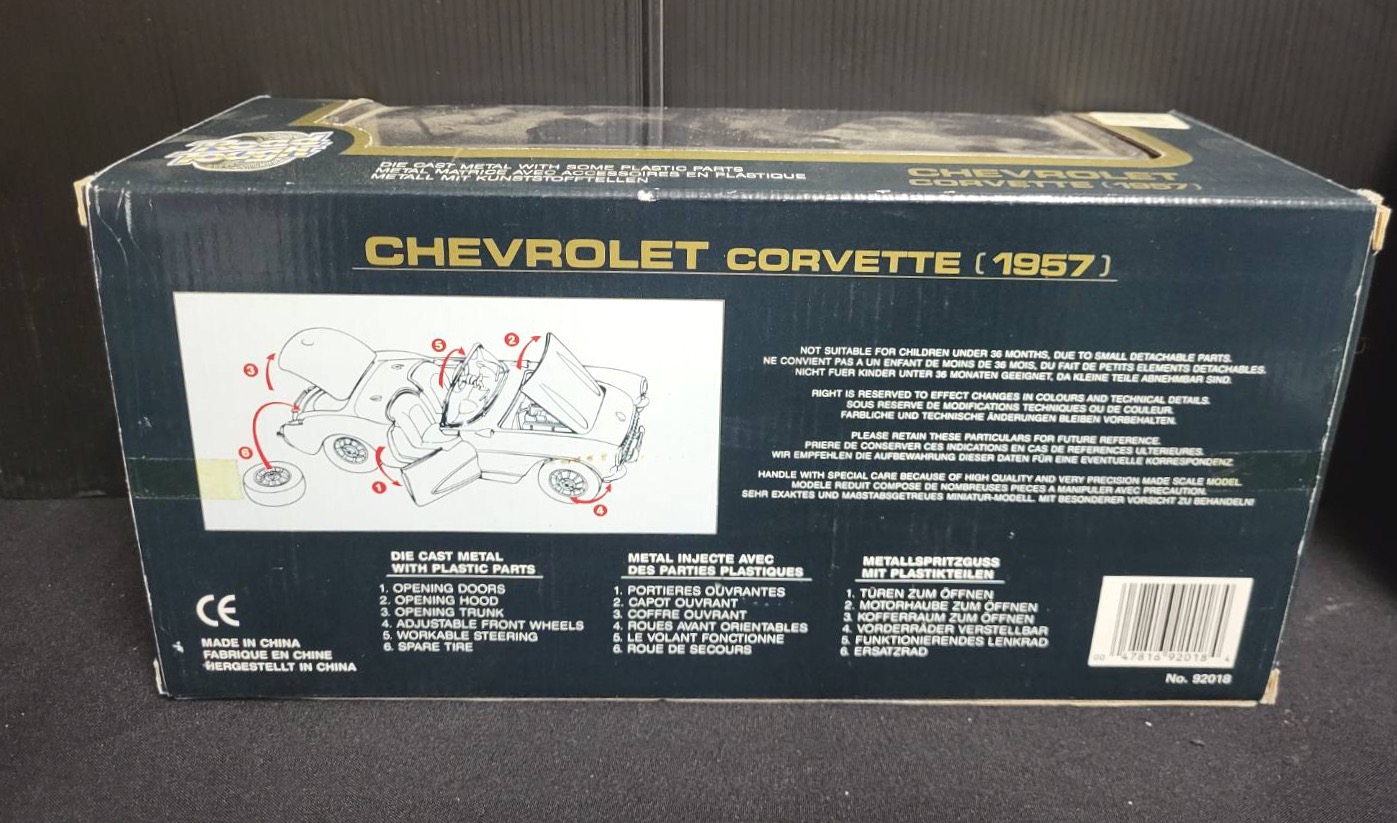 DIE CAST METAL WITH SOME PLASTIC PARTS
METAL MATRICE AVEC ACCESSOIRES EN PLASTIQUE
METALL MIT KUNSTSTOFFTEILEN
CHEVROLET
CORVETTE (1957)
CHEVROLET CORVETTE (1957)
3
5
2
6
1
4
NOT SUITABLE FOR CHILDREN UNDER 36 MONTHS, DUE TO SMALL DETACHABLE PARTS.
NE CONVIENT PAS A UN ENFANT DE MOINS DE 36 MOIS, DU FAIT DE PETITS ELEMENTS DETACHABLES.
NICHT FUER KINDER UNTER 36 MONATEN GEEIGNET, DA KLEINE TEILE ABNEHMBAR SIND.
RIGHT IS RESERVED TO EFFECT CHANGES IN COLOURS AND TECHNICAL DETAILS.
SOUS RESERVE DE MODIFICATIONS TECHNIQUES OU DE COULEUR.
FARBLICHE UND TECHNISCHE ÄNDERUNGEN BLEIBEN VORBEHALTEN.
PLEASE RETAIN THESE PARTICULARS FOR FUTURE REFERENCE.
PRIERE DE CONSERVER CES INDICATIONS EN CAS DE REFERENCES ULTERIEURES.
WIR EMPFEHLEN DIE AUFBEWAHRUNG DIESER DATEN FÜR EINE EVENTUELLE KORRESPONDENZ
HANDLE WITH SPECIAL CARE BECAUSE OF HIGH QUALITY AND VERY PRECISION MADE SCALE MODEL
MODELE REDUIT COMPOSE DE NOMBREUSES PIECES A MANIPULER AVEC PRECAUTION.
SEHR EXAKTES UND MAßSTABSGETREUES MINIATUR-MODELL. MIT BESONDERER VORSICHT ZU BEHANDELN!
DIE CAST METAL
WITH PLASTIC PARTS
1. OPENING DOORS
2. OPENING HOOD
3. OPENING TRUNK
4. ADJUSTABLE FRONT WHEELS
5. WORKABLE STEERING
6. SPARE TIRE
METAL INJECTE AVEC
DES PARTIES PLASTIQUES
1. PORTIERES OUVRANTES
2. CAPOT OUVRANT
3. COFFRE OUVRANT
4. ROUES AVANT ORIENTABLES
5. LE VOLANT FONCTIONNE
6. ROUE DE SECOURS
METALLSPRITZGUSS
MIT PLASTIKTEILEN
1. TÜREN ZUM ÖFFNEN
2. MOTORHAUBE ZUM ÖFFNEN
3. KOFFERRAUM ZUM ÖFFNEN
4. VORDERRÄDER VERSTELLBAR
5. FUNKTIONIERENDES LENKRAD
6. ERSATZRAD
CE
MADE IN CHINA
FABRIQUE EN CHINE
HERGESTELLT IN CHINA
00 47816 92018 4
No. 92018